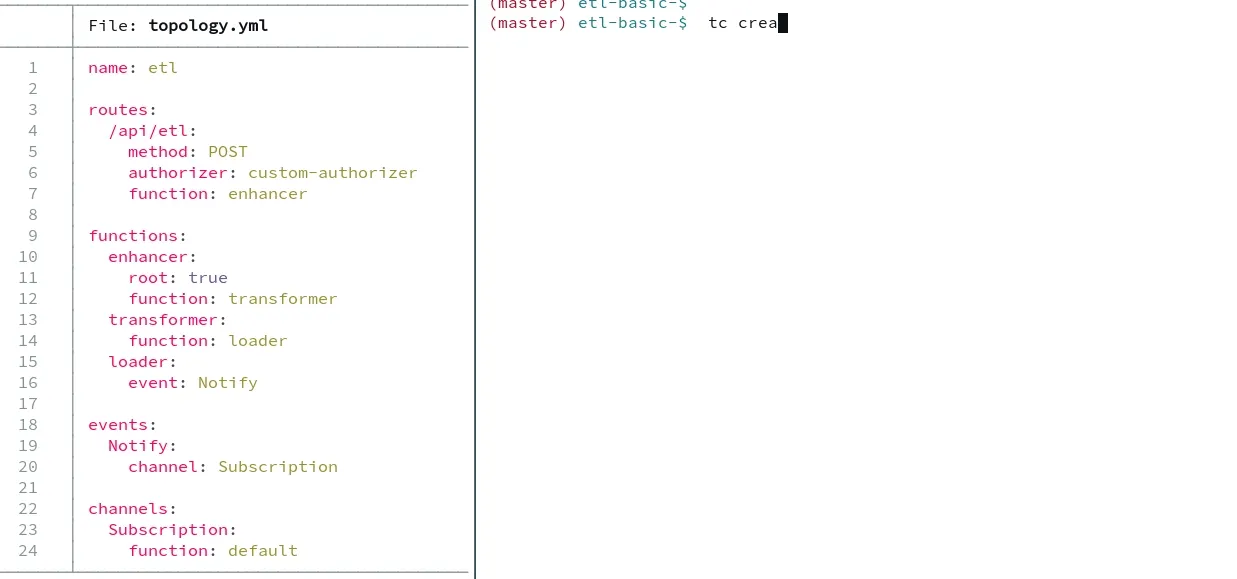 File: topology.yml
1 name: etl
2
3 routes:
4   /api/etl:
5     method: POST
6     authorizer: custom-authorizer
7     function: enhancer
8
9 functions:
10   enhancer:
11     root: true
12     function: transformer
13   transformer:
14     function: loader
15   loader:
16     event: Notify
17
18 events:
19   Notify:
20     channel: Subscription
21
22 channels:
23   Subscription:
24     function: default
(master) etl-basic-$
(master) etl-basic-$  tc crea